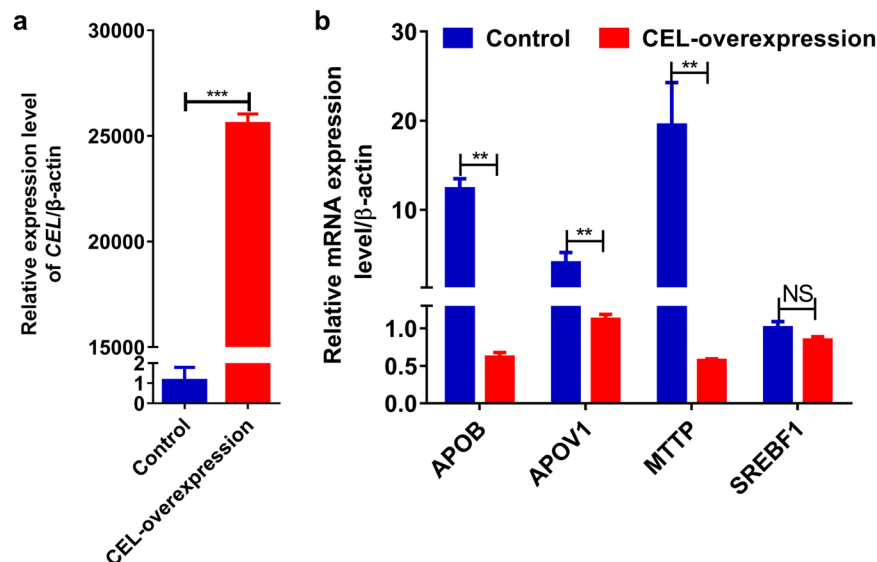 a
Relative expression level
of CEL/β-actin
30000
25000
20000
15000
2
1
0
***
Control
CEL-overexpression
b
Control
CEL-overexpression
Relative mRNA expression
level/β-actin
30
20
10
1.0
0.5
0.0
**
**
**
NS
APOB
APOV1
MTTP
SREBF1